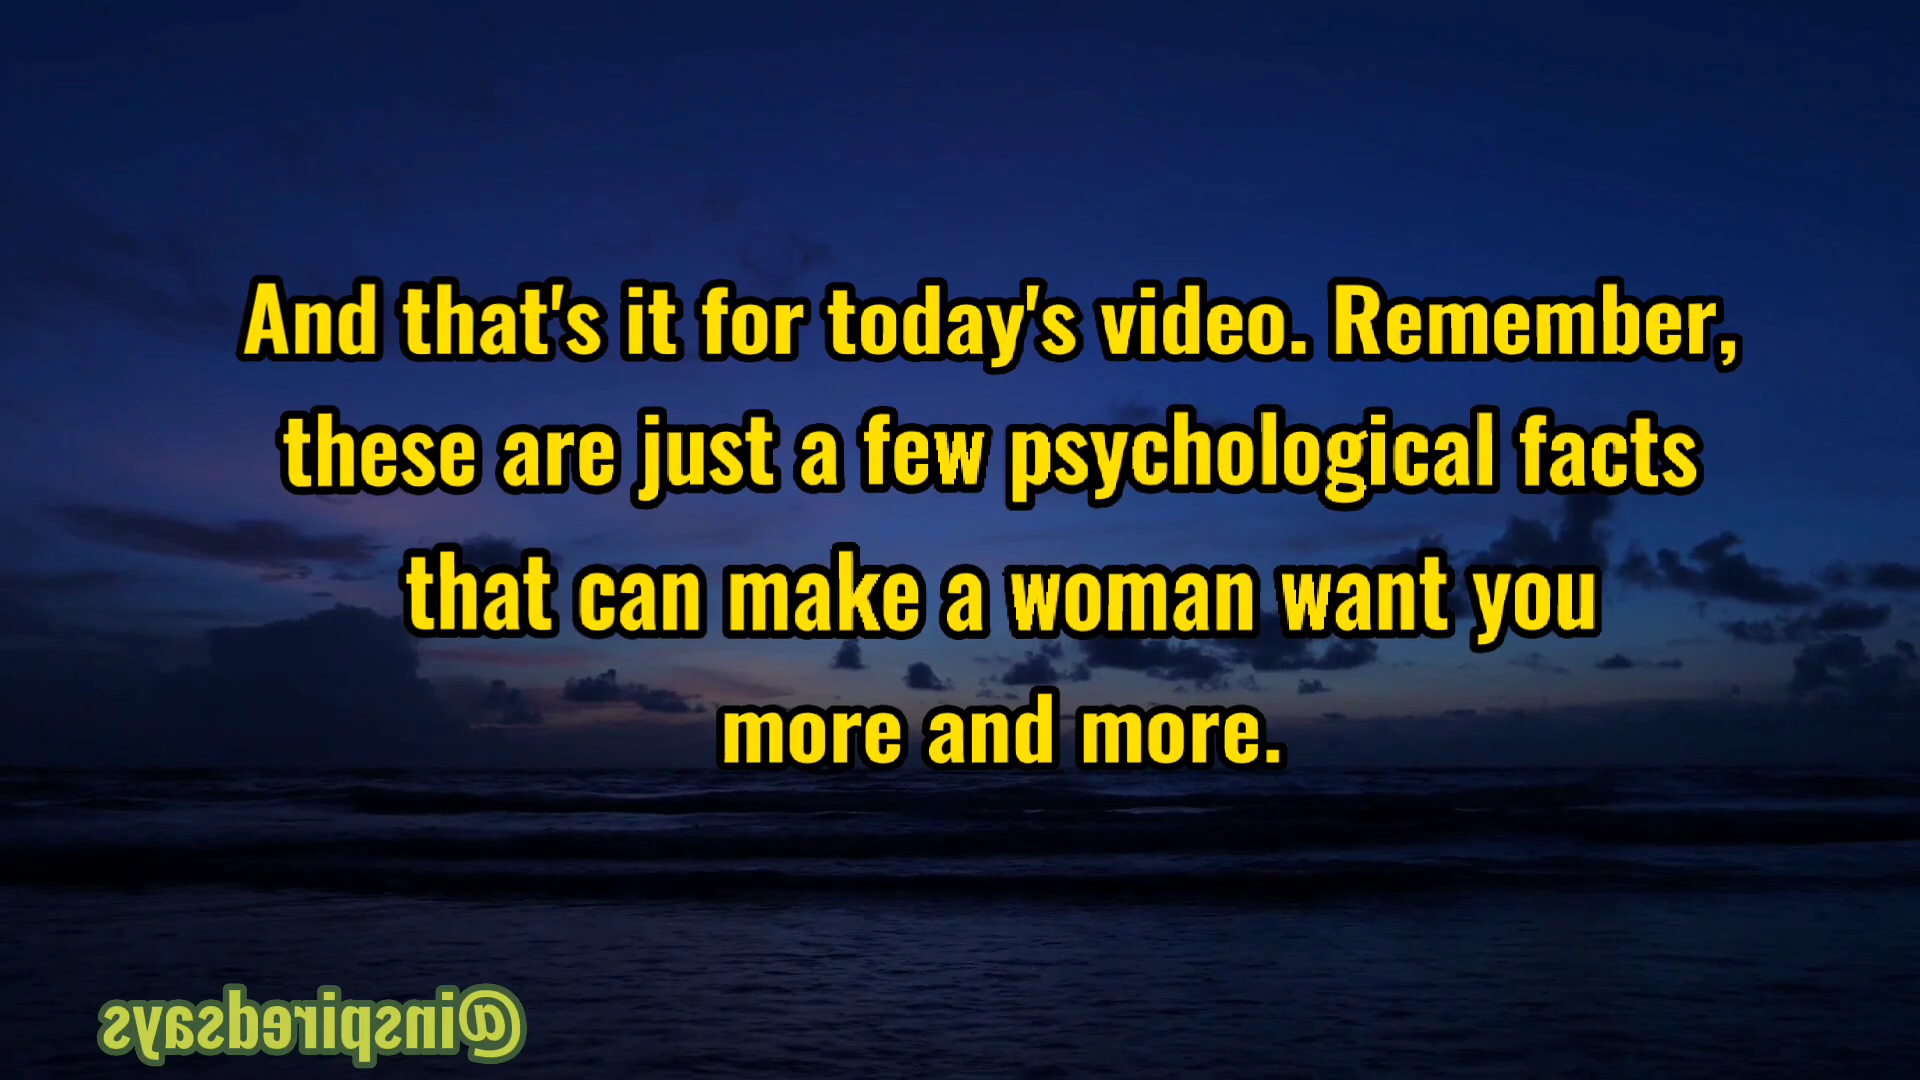 And that's it for today's video. Remember,
these are just a few psychological facts
that can make a woman want you
more and more.
@inspiredsays